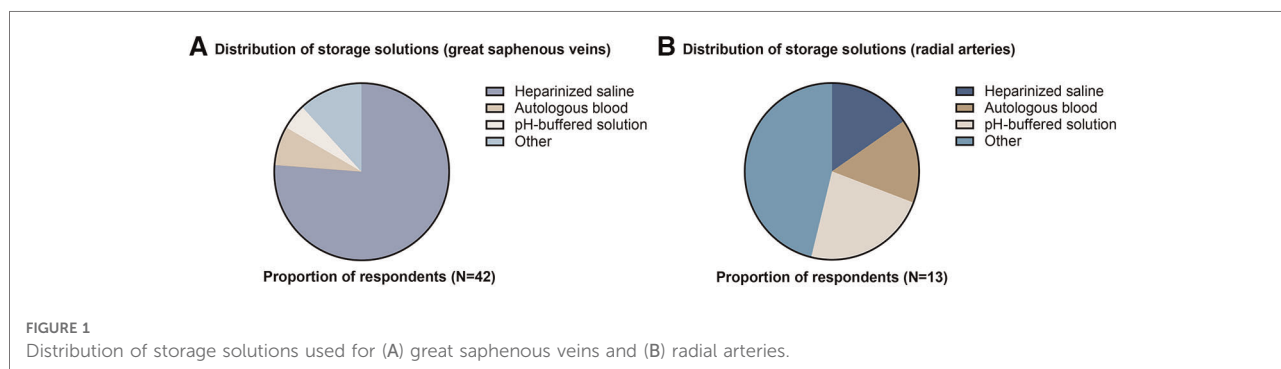 A Distribution of storage solutions (great saphenous veins)
Heparinized saline
Autologous blood
pH-buffered solution
Other
Proportion of respondents (N=42)
B Distribution of storage solutions (radial arteries)
Heparinized saline
Autologous blood
pH-buffered solution
Other
Proportion of respondents (N=13)
FIGURE 1
Distribution of storage solutions used for (A) great saphenous veins and (B) radial arteries.